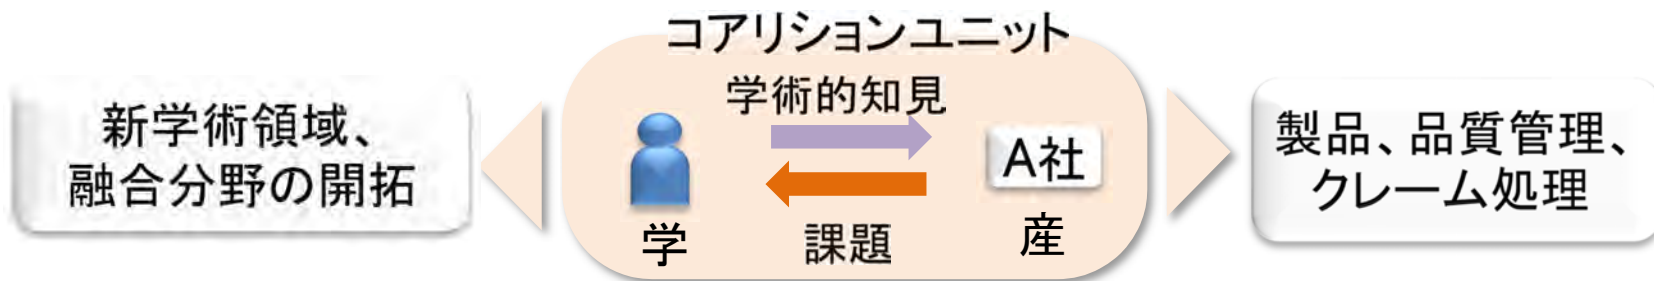 コアリションユニット
新学術領域、
融合分野の開拓
学術的知見
学
課題
A社
産
製品、品質管理、
クレーム処理